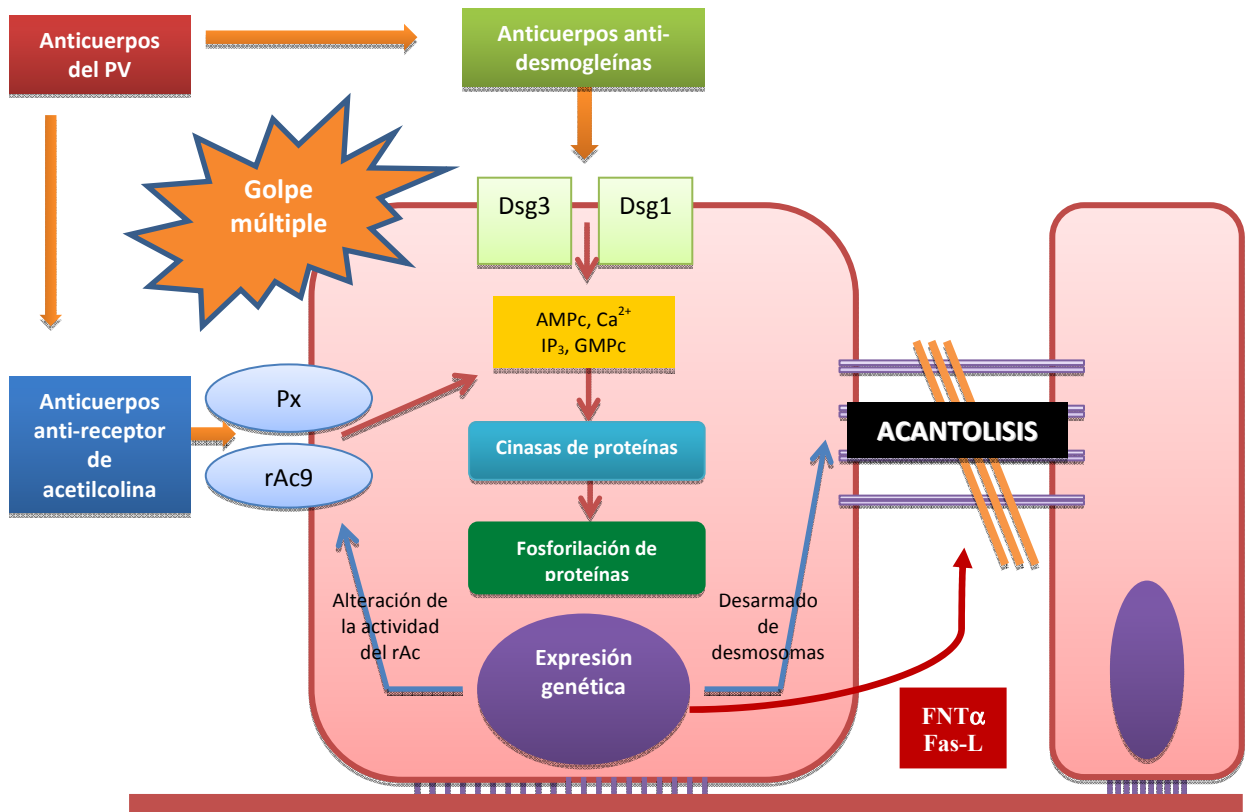 Anticuerpos
del PV
Anticuerpos anti-
desmogleínas
Golpe
múltiple
Dsg3
Dsg1
AMPc, Ca²⁺
IP₃, GMPc
Anticuerpos
anti-receptor
de
acetilcolina
Px
rAc9
Cinasas de proteínas
ACANTOLISIS
Fosforilación de
proteínas
Alteración de
la actividad
del rAc
Desarmado
de
desmosomas
Expresión
genética
FNTα
Fas-L